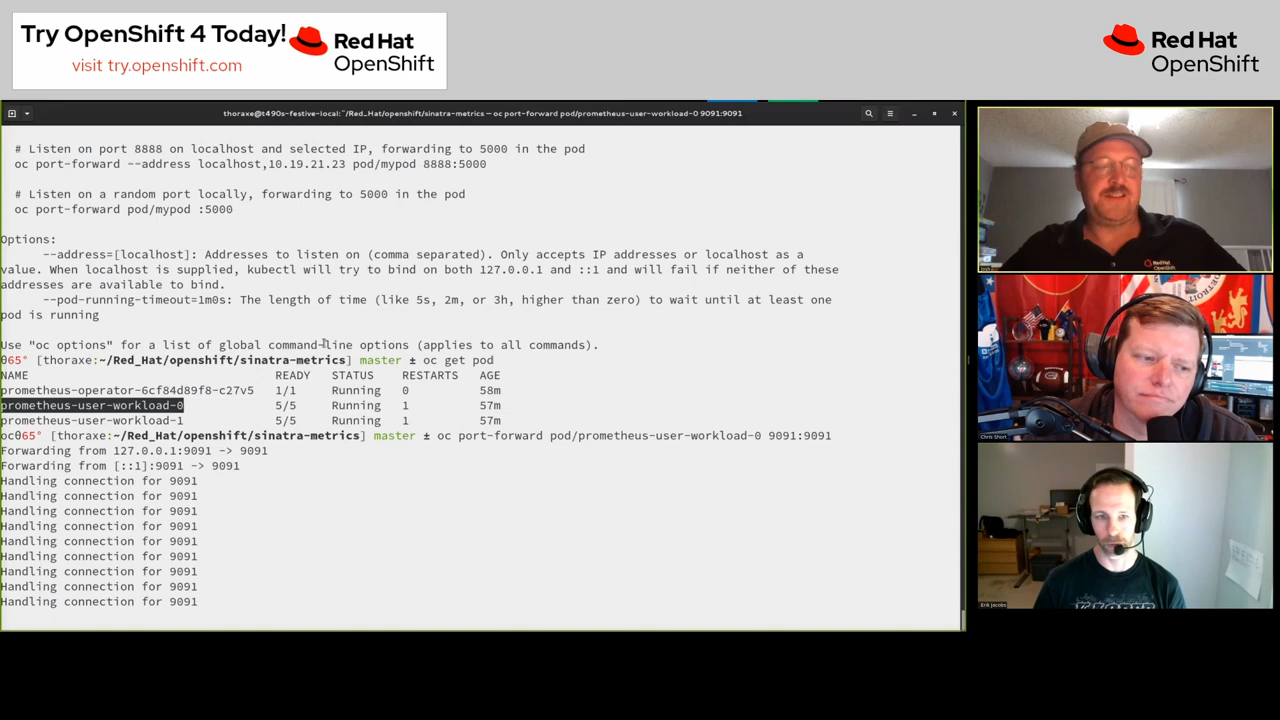 Try OpenShift 4 Today!
visit try.openshift.com
Red Hat
OpenShift
Red Hat
OpenShift
thoraxe@t490s-festive-local:~/Red_Hat/openshift/sinatra-metrics — oc port-forward pod/prometheus-user-workload-0 9091:9091
# Listen on port 8888 on localhost and selected IP, forwarding to 5000 in the pod
oc port-forward --address localhost,10.19.21.23 pod/mypod 8888:5000
# Listen on a random port locally, forwarding to 5000 in the pod
oc port-forward pod/mypod :5000
Options:
--address=[localhost]: Addresses to listen on (comma separated). Only accepts IP addresses or localhost as a
value. When localhost is supplied, kubectl will try to bind on both 127.0.0.1 and ::1 and will fail if neither of these
addresses are available to bind.
--pod-running-timeout=1m0s: The length of time (like 5s, 2m, or 3h, higher than zero) to wait until at least one
pod is running
Use "oc options" for a list of global command-line options (applies to all commands).
θ65° [thoraxe:~/Red_Hat/openshift/sinatra-metrics] master ± oc get pod
NAME READY STATUS RESTARTS AGE
prometheus-operator-6cf84d89f8-c27v5 1/1 Running 0 58m
prometheus-user-workload-0 5/5 Running 1 57m
prometheus-user-workload-1 5/5 Running 1 57m
ocθ65° [thoraxe:~/Red_Hat/openshift/sinatra-metrics] master ± oc port-forward pod/prometheus-user-workload-0 9091:9091
Forwarding from 127.0.0.1:9091 -> 9091
Forwarding from [::1]:9091 -> 9091
Handling connection for 9091
Handling connection for 9091
Handling connection for 9091
Handling connection for 9091
Handling connection for 9091
Handling connection for 9091
Handling connection for 9091
Handling connection for 9091
Handling connection for 9091
Red Hat
OpenShift
Chris Short
Erik Jacobs